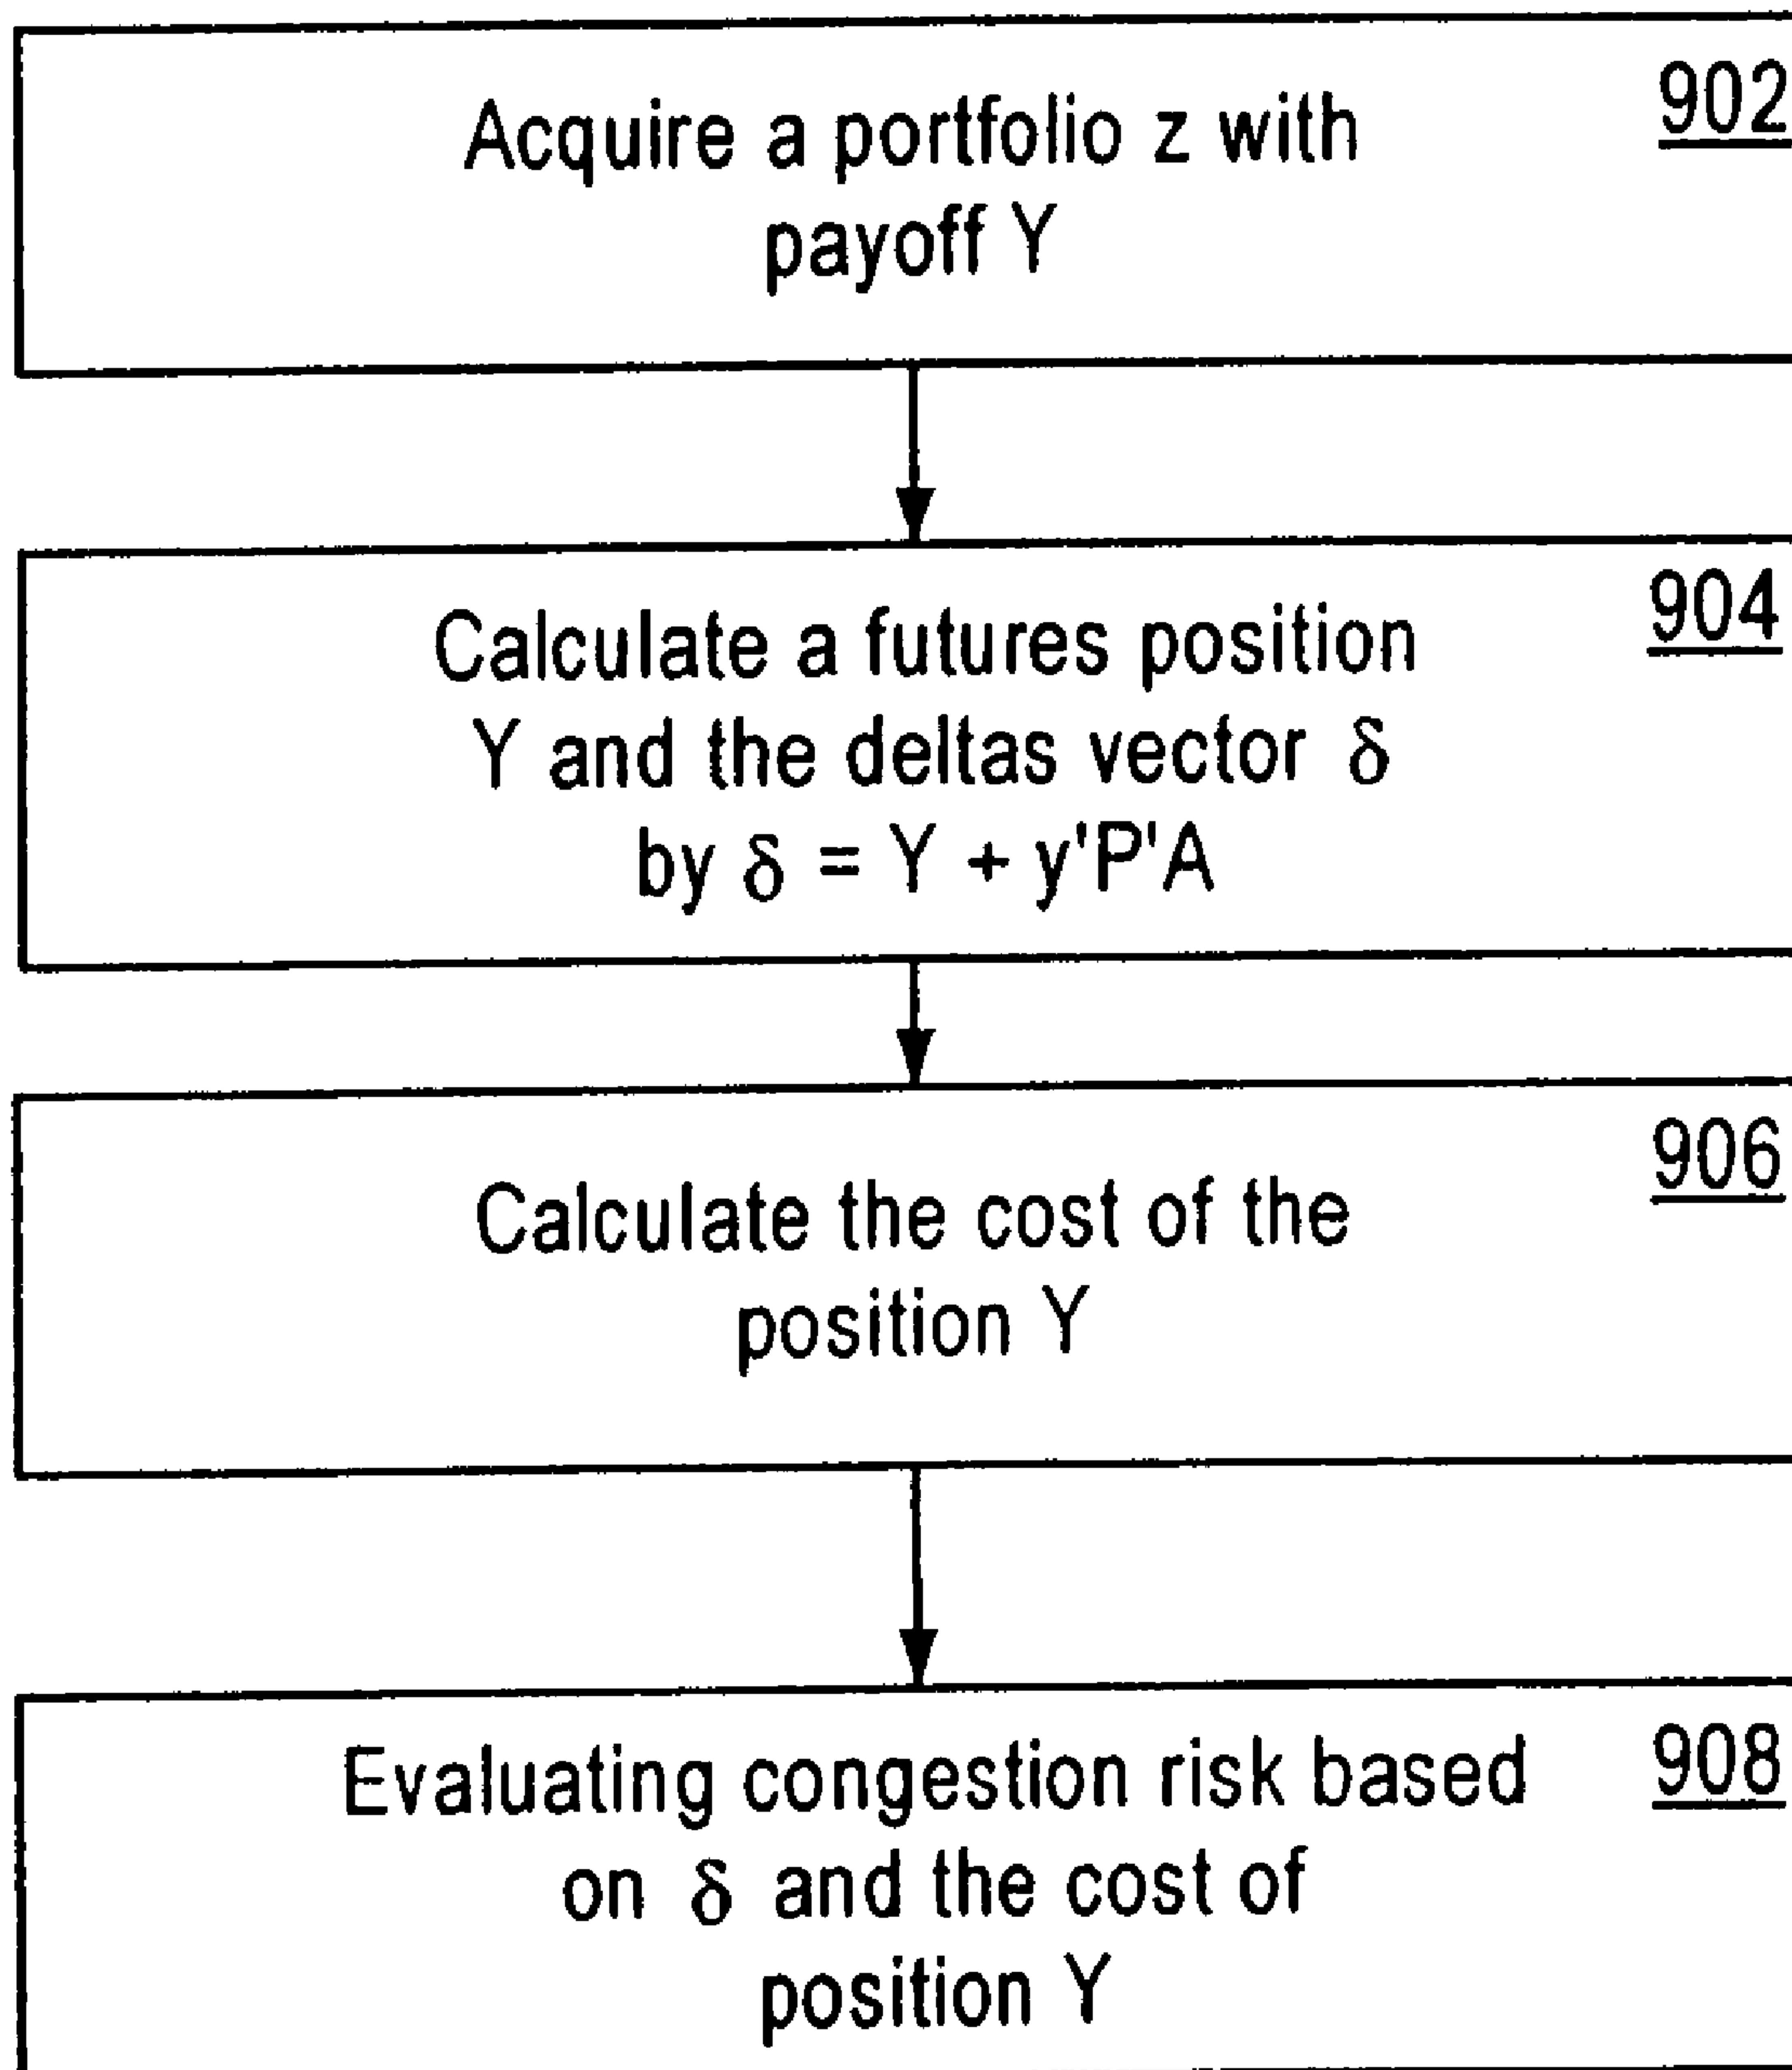 902
Acquire a portfolio z with
payoff Y
904
Calculate a futures position
Y and the deltas vector δ
by δ = Y + y'P'A
906
Calculate the cost of the
position Y
908
Evaluating congestion risk based
on δ and the cost of
position Y